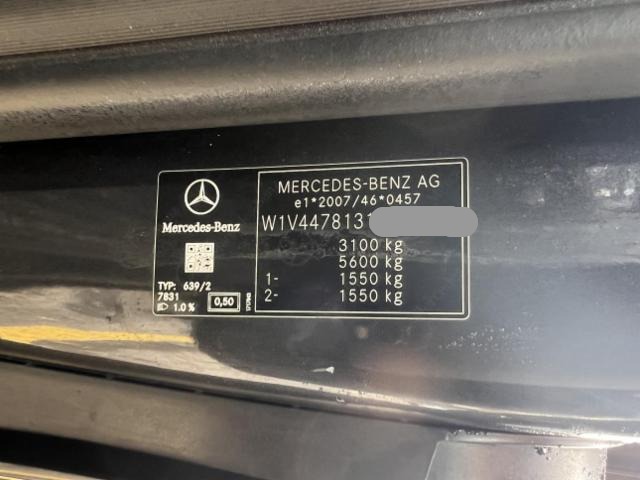 Mercedes-Benz
TYP: 639/2
7831
1.0%
0,50
MERCEDES-BENZ AG
e1*2007/46*0457
W1V4478131
3100 kg
5600 kg
1- 1550 kg
2- 1550 kg